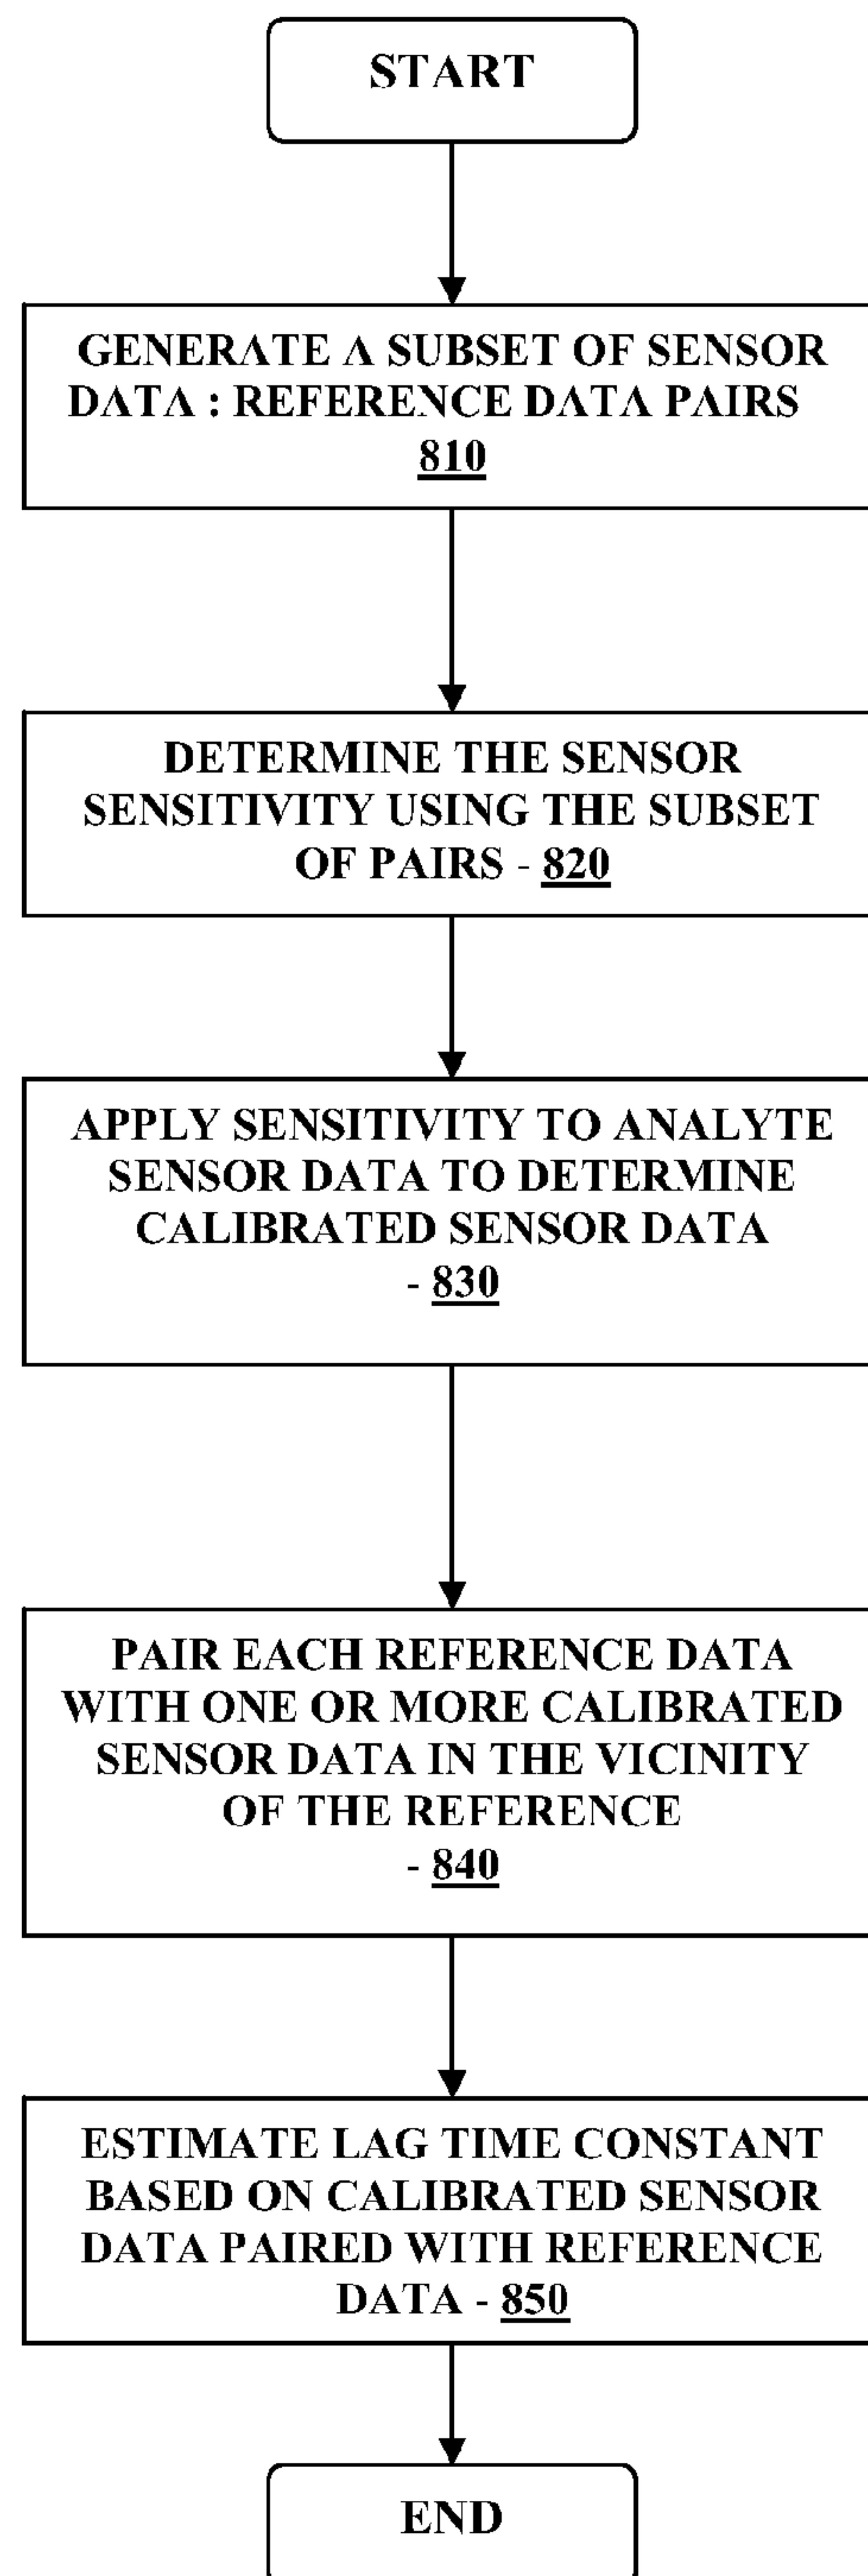 START
GENERATE A SUBSET OF SENSOR
DATA : REFERENCE DATA PAIRS
810
DETERMINE THE SENSOR
SENSITIVITY USING THE SUBSET
OF PAIRS - 820
APPLY SENSITIVITY TO ANALYTE
SENSOR DATA TO DETERMINE
CALIBRATED SENSOR DATA
- 830
PAIR EACH REFERENCE DATA
WITH ONE OR MORE CALIBRATED
SENSOR DATA IN THE VICINITY
OF THE REFERENCE
- 840
ESTIMATE LAG TIME CONSTANT
BASED ON CALIBRATED SENSOR
DATA PAIRED WITH REFERENCE
DATA - 850
END